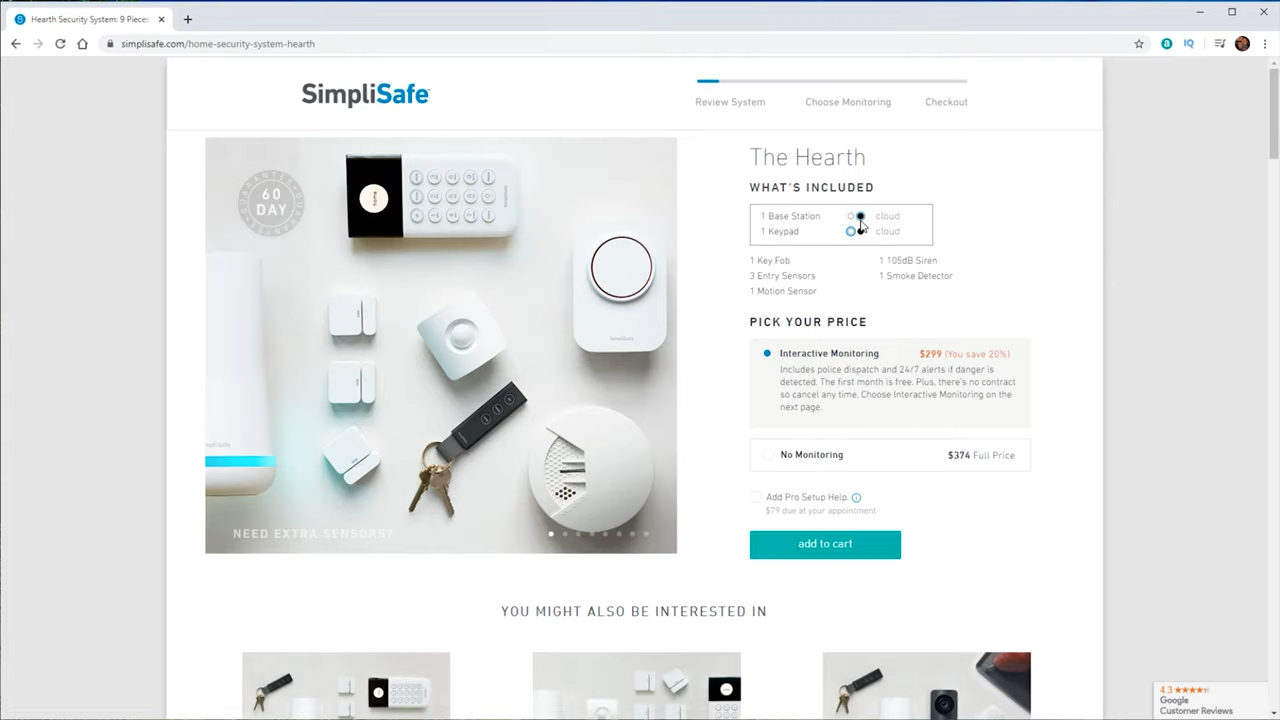 Hearth Security System: 9 Pieces
simplisafe.com/home-security-system-hearth
SimpliSafe
Review System
Choose Monitoring
Checkout
GUARANTEE
60
DAY
GUARANTEE
The Hearth
WHAT'S INCLUDED
1 Base Station cloud
1 Keypad cloud
1 Key Fob
1 105dB Siren
3 Entry Sensors
1 Smoke Detector
1 Motion Sensor
PICK YOUR PRICE
Interactive Monitoring $299 (You save 20%)
Includes police dispatch and 24/7 alerts if danger is
detected. The first month is free. Plus, there's no contract
so cancel any time. Choose Interactive Monitoring on the
next page.
No Monitoring $374 Full Price
Add Pro Setup Help.
$79 due at your appointment
add to cart
NEED EXTRA SENSORS?
YOU MIGHT ALSO BE INTERESTED IN
4.3
Google
Customer Reviews